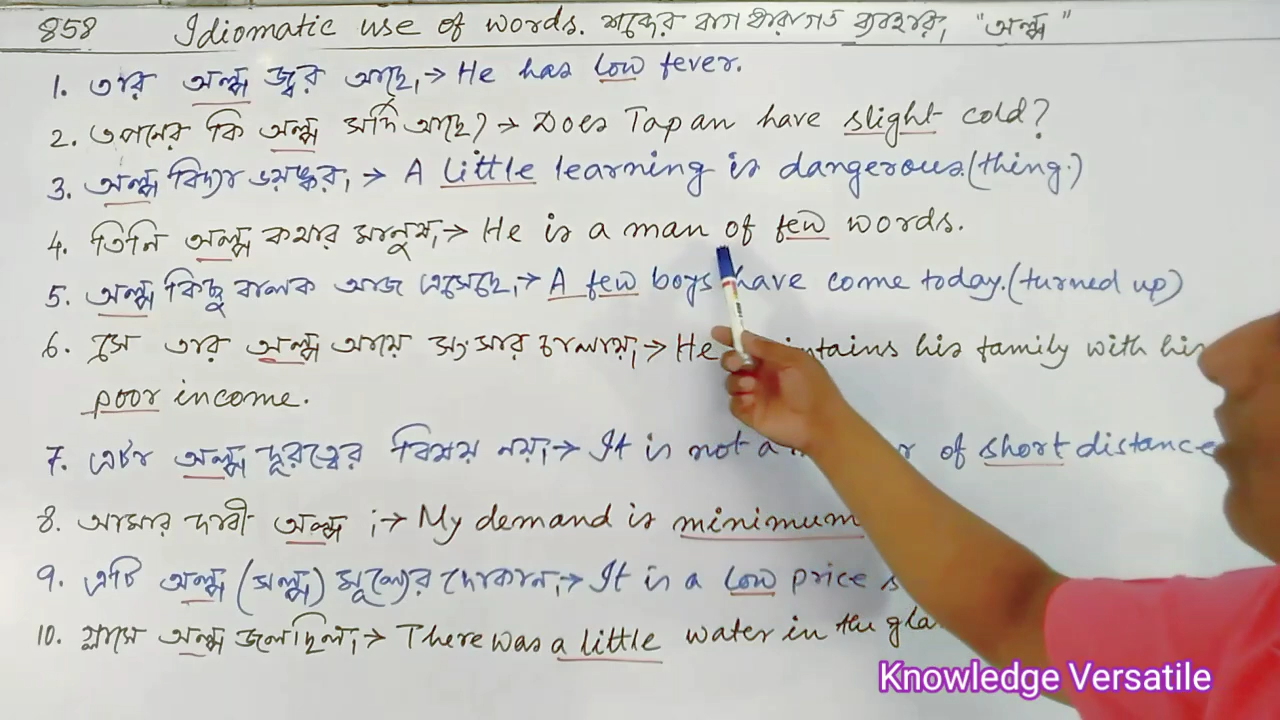 858 Idiomatic use of words. শব্দের বাগধারাগত ব্যবহার, "অল্প"
1. তার অল্প জ্বর আছে,→ He has low fever.
2. তপনের কি অল্প সর্দি আছে? → Does Tapan have slight cold?
3. অল্প বিদ্যা ভয়ঙ্কর, → A little learning is dangerous.(thing.)
4. তিনি অল্প কথার মানুষ,→ He is a man of few words.
5. অল্প কিছু বালক আজ এসেছে,→ A few boys have come today.(turned up)
6. সে তার অল্প আয়ে সংসার চালায়,→ He family with his
poor income.
7. এটা অল্প দূরত্বের বিষয় নয়,→ It is not a of short distance
8. আমার দাবী অল্প ;→ My demand is minimum
9. এটি অল্প (স্বল্প) মূল্যের দোকান,→ It is a low price
10. গ্লাসে অল্প জল ছিল,→ There was a little water in the
Knowledge Versatile